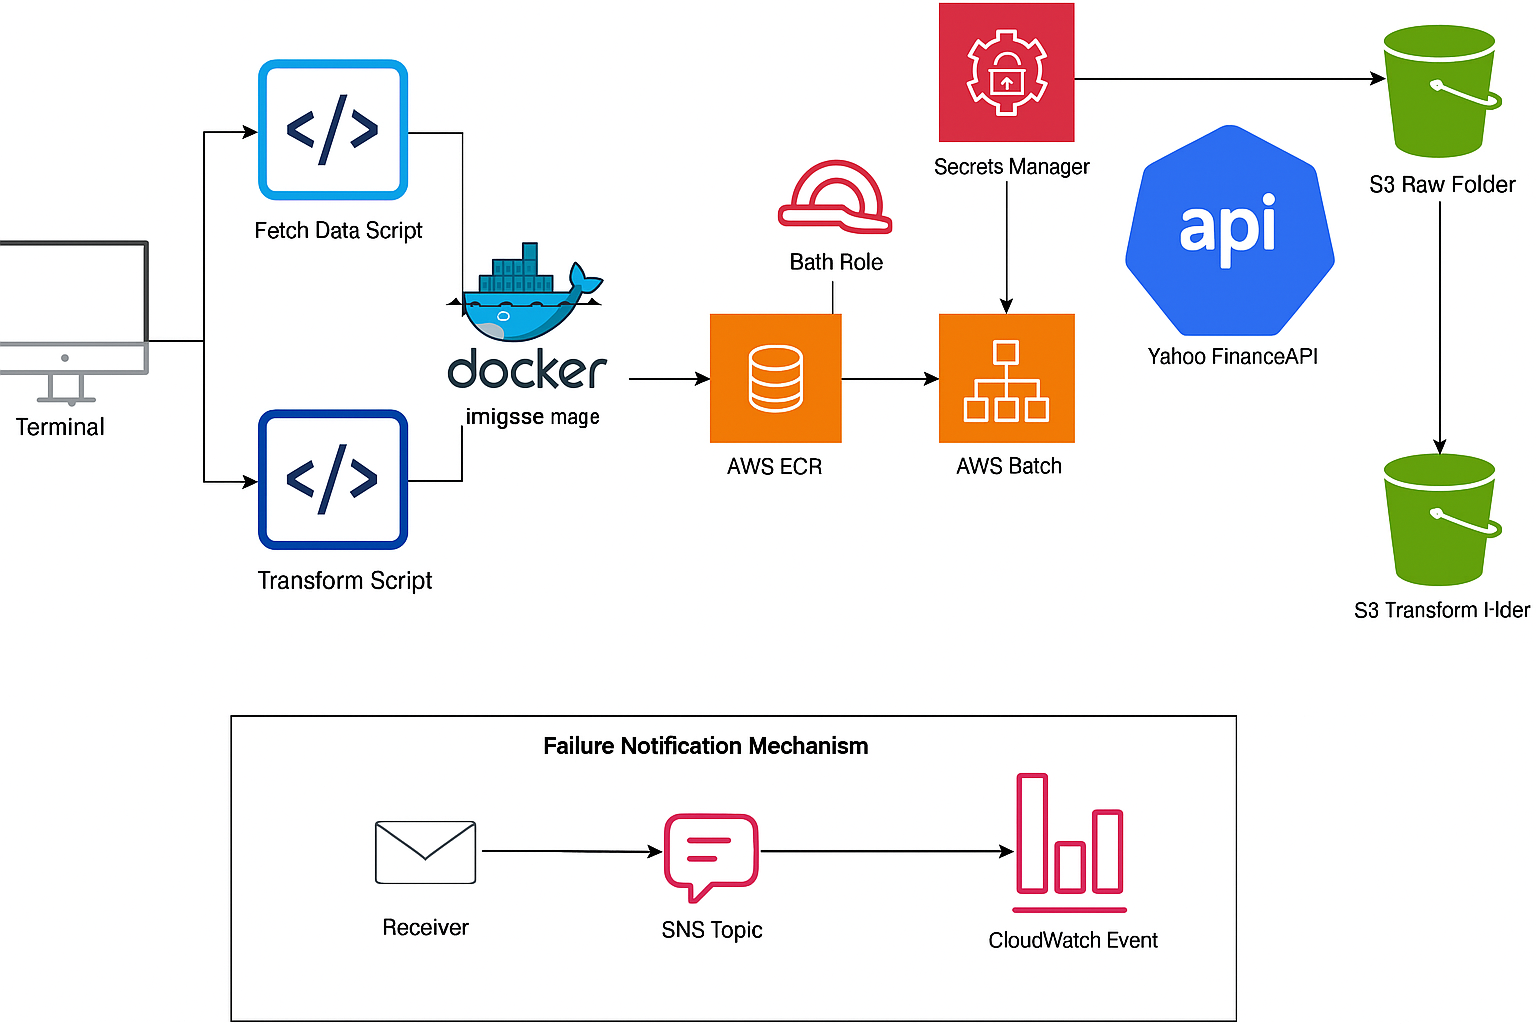 </>
Fetch Data Script
Terminal
</>
Transform Script
docker
imigsse mage
Bath Role
AWS ECR
Secrets Manager
AWS Batch
api
Yahoo FinanceAPI
S3 Raw Folder
S3 Transform I-lder
Failure Notification Mechanism
Receiver
SNS Topic
CloudWatch Event